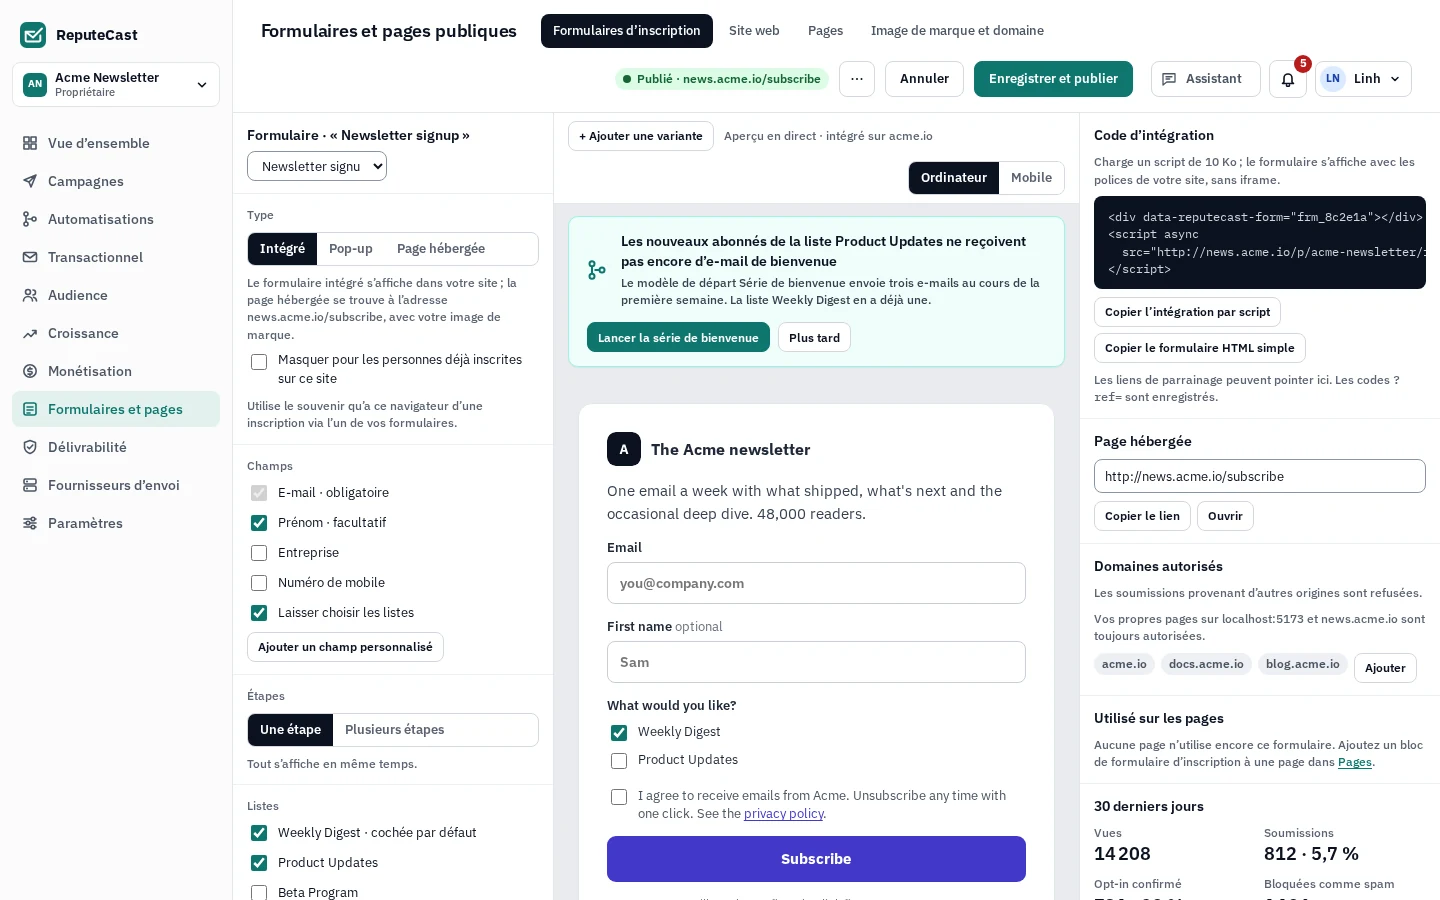 ReputeCast
AN
Acme Newsletter
Propriétaire
Vue d’ensemble
Campagnes
Automatisations
Transactionnel
Audience
Croissance
Monétisation
Formulaires et pages
Délivrabilité
Fournisseurs d’envoi
Paramètres
Formulaires et pages publiques
Formulaires d’inscription
Site web
Pages
Image de marque et domaine
Publié · news.acme.io/subscribe
···
Annuler
Enregistrer et publier
Assistant
5
LN
Linh
Formulaire · « Newsletter signup »
Newsletter signu
Type
Intégré
Pop-up
Page hébergée
Le formulaire intégré s’affiche dans votre site ; la
page hébergée se trouve à l’adresse
news.acme.io/subscribe, avec votre image de
marque.
Masquer pour les personnes déjà inscrites
sur ce site
Utilise le souvenir qu’a ce navigateur d’une
inscription via l’un de vos formulaires.
Champs
E-mail · obligatoire
Prénom · facultatif
Entreprise
Numéro de mobile
Laisser choisir les listes
Ajouter un champ personnalisé
Étapes
Une étape
Plusieurs étapes
Tout s’affiche en même temps.
Listes
Weekly Digest · cochée par défaut
Product Updates
Beta Program
+ Ajouter une variante
Aperçu en direct · intégré sur acme.io
Ordinateur
Mobile
Les nouveaux abonnés de la liste Product Updates ne reçoivent
pas encore d’e-mail de bienvenue
Le modèle de départ Série de bienvenue envoie trois e-mails au cours de la
première semaine. La liste Weekly Digest en a déjà une.
Lancer la série de bienvenue
Plus tard
A
The Acme newsletter
One email a week with what shipped, what's next and the
occasional deep dive. 48,000 readers.
Email
you@company.com
First name optional
Sam
What would you like?
Weekly Digest
Product Updates
I agree to receive emails from Acme. Unsubscribe any time with
one click. See the privacy policy.
Subscribe
Code d’intégration
Charge un script de 10 Ko ; le formulaire s’affiche avec les
polices de votre site, sans iframe.
<div data-reputecast-form="frm_8c2e1a"></div>
<script async
src="http://news.acme.io/p/acme-newsletter/
</script>
Copier l’intégration par script
Copier le formulaire HTML simple
Les liens de parrainage peuvent pointer ici. Les codes ?
ref= sont enregistrés.
Page hébergée
http://news.acme.io/subscribe
Copier le lien
Ouvrir
Domaines autorisés
Les soumissions provenant d’autres origines sont refusées.
Vos propres pages sur localhost:5173 et news.acme.io sont
toujours autorisées.
acme.io
docs.acme.io
blog.acme.io
Ajouter
Utilisé sur les pages
Aucune page n’utilise encore ce formulaire. Ajoutez un bloc
de formulaire d’inscription à une page dans Pages.
30 derniers jours
Vues
14 208
Soumissions
812 · 5,7 %
Opt-in confirmé
Bloquées comme spam